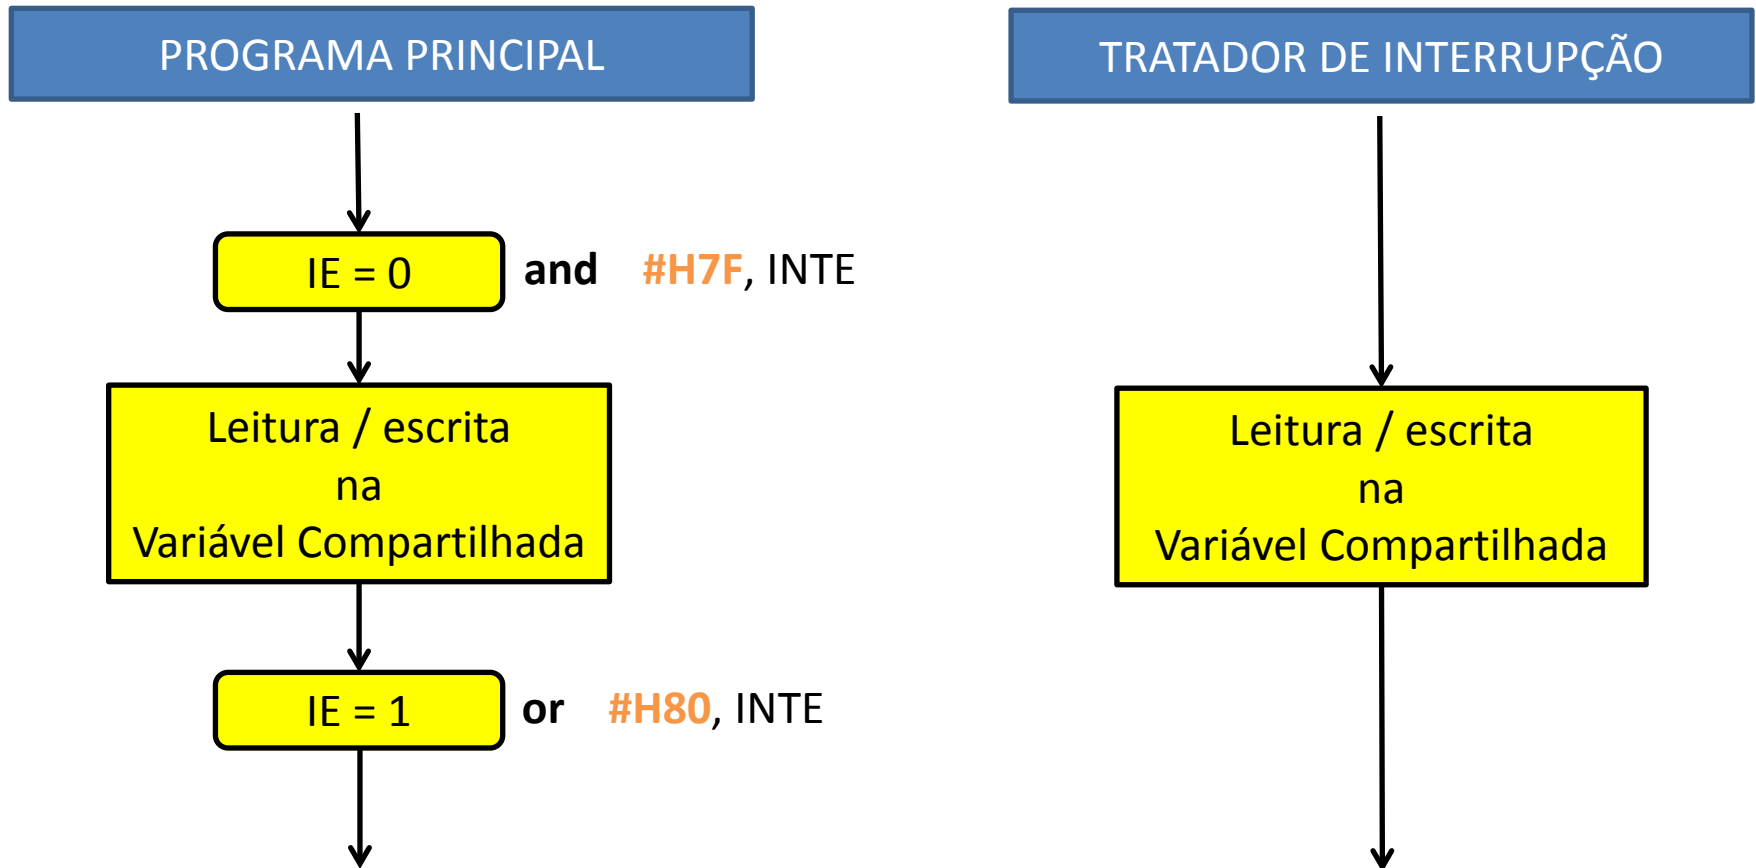 PROGRAMA PRINCIPAL
IE = 0
and #H7F, INTE
Leitura / escrita
na
Variável Compartilhada
IE = 1
or #H80, INTE
TRATADOR DE INTERRUPÇÃO
Leitura / escrita
na
Variável Compartilhada